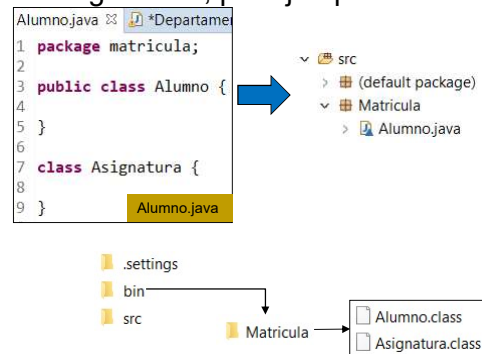 Alumno.java *Departamer
1 package matricula;
2
3 public class Alumno {
4
5 }
6
7 class Asignatura {
8
9 }
Alumno.java
src
(default package)
Matricula
Alumno.java
.settings
bin
src
Matricula
Alumno.class
Asignatura.class